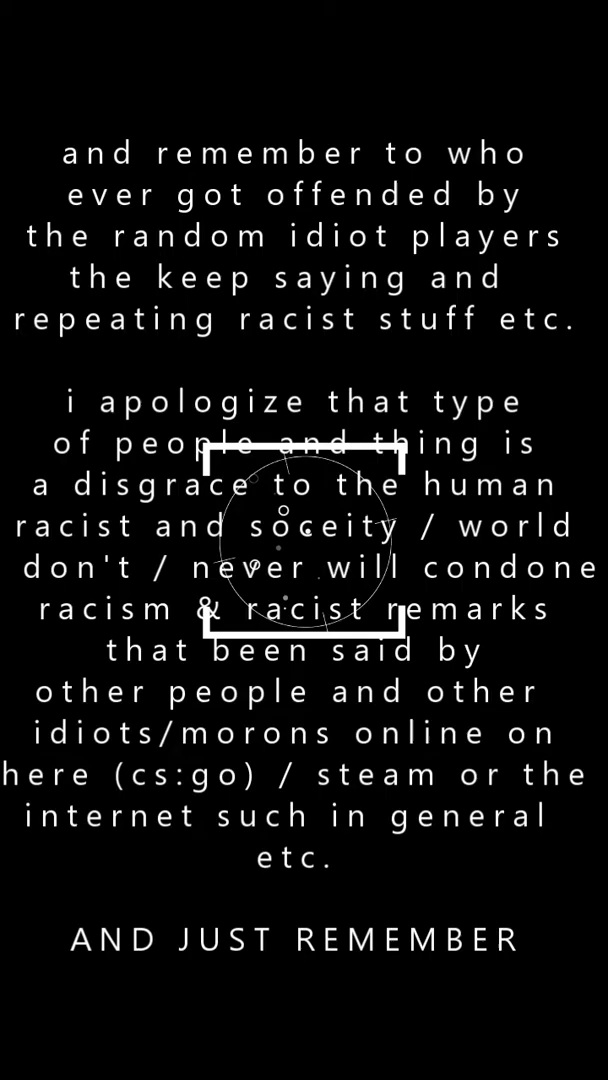 and remember to who
ever got offended by
the random idiot players
the keep saying and
repeating racist stuff etc.
i apologize that type
of people and thing is
a disgrace to the human
racist and soceity / world
don't / never will condone
racism & racist remarks
that been said by
other people and other
idiots/morons online on
here (cs:go) / steam or the
internet such in general
etc.
AND JUST REMEMBER